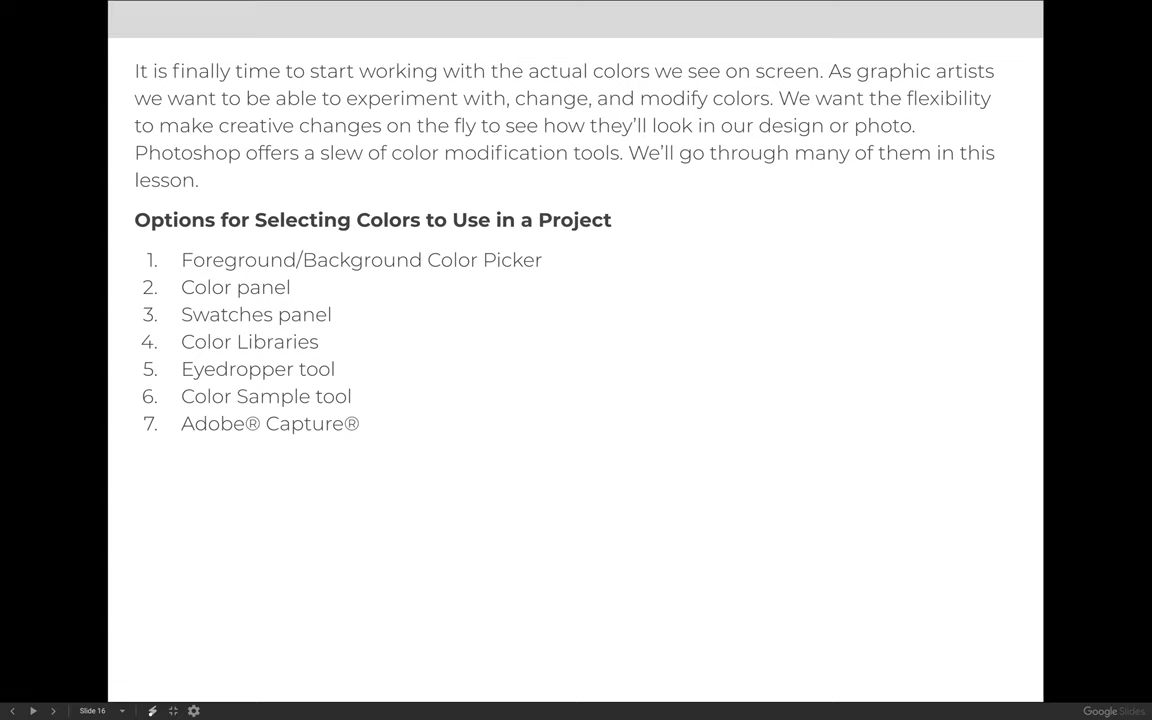 It is finally time to start working with the actual colors we see on screen. As graphic artists
we want to be able to experiment with, change, and modify colors. We want the flexibility
to make creative changes on the fly to see how they’ll look in our design or photo.
Photoshop offers a slew of color modification tools. We’ll go through many of them in this
lesson.
Options for Selecting Colors to Use in a Project
1. Foreground/Background Color Picker
2. Color panel
3. Swatches panel
4. Color Libraries
5. Eyedropper tool
6. Color Sample tool
7. Adobe® Capture®
Slide 16
Google Slides